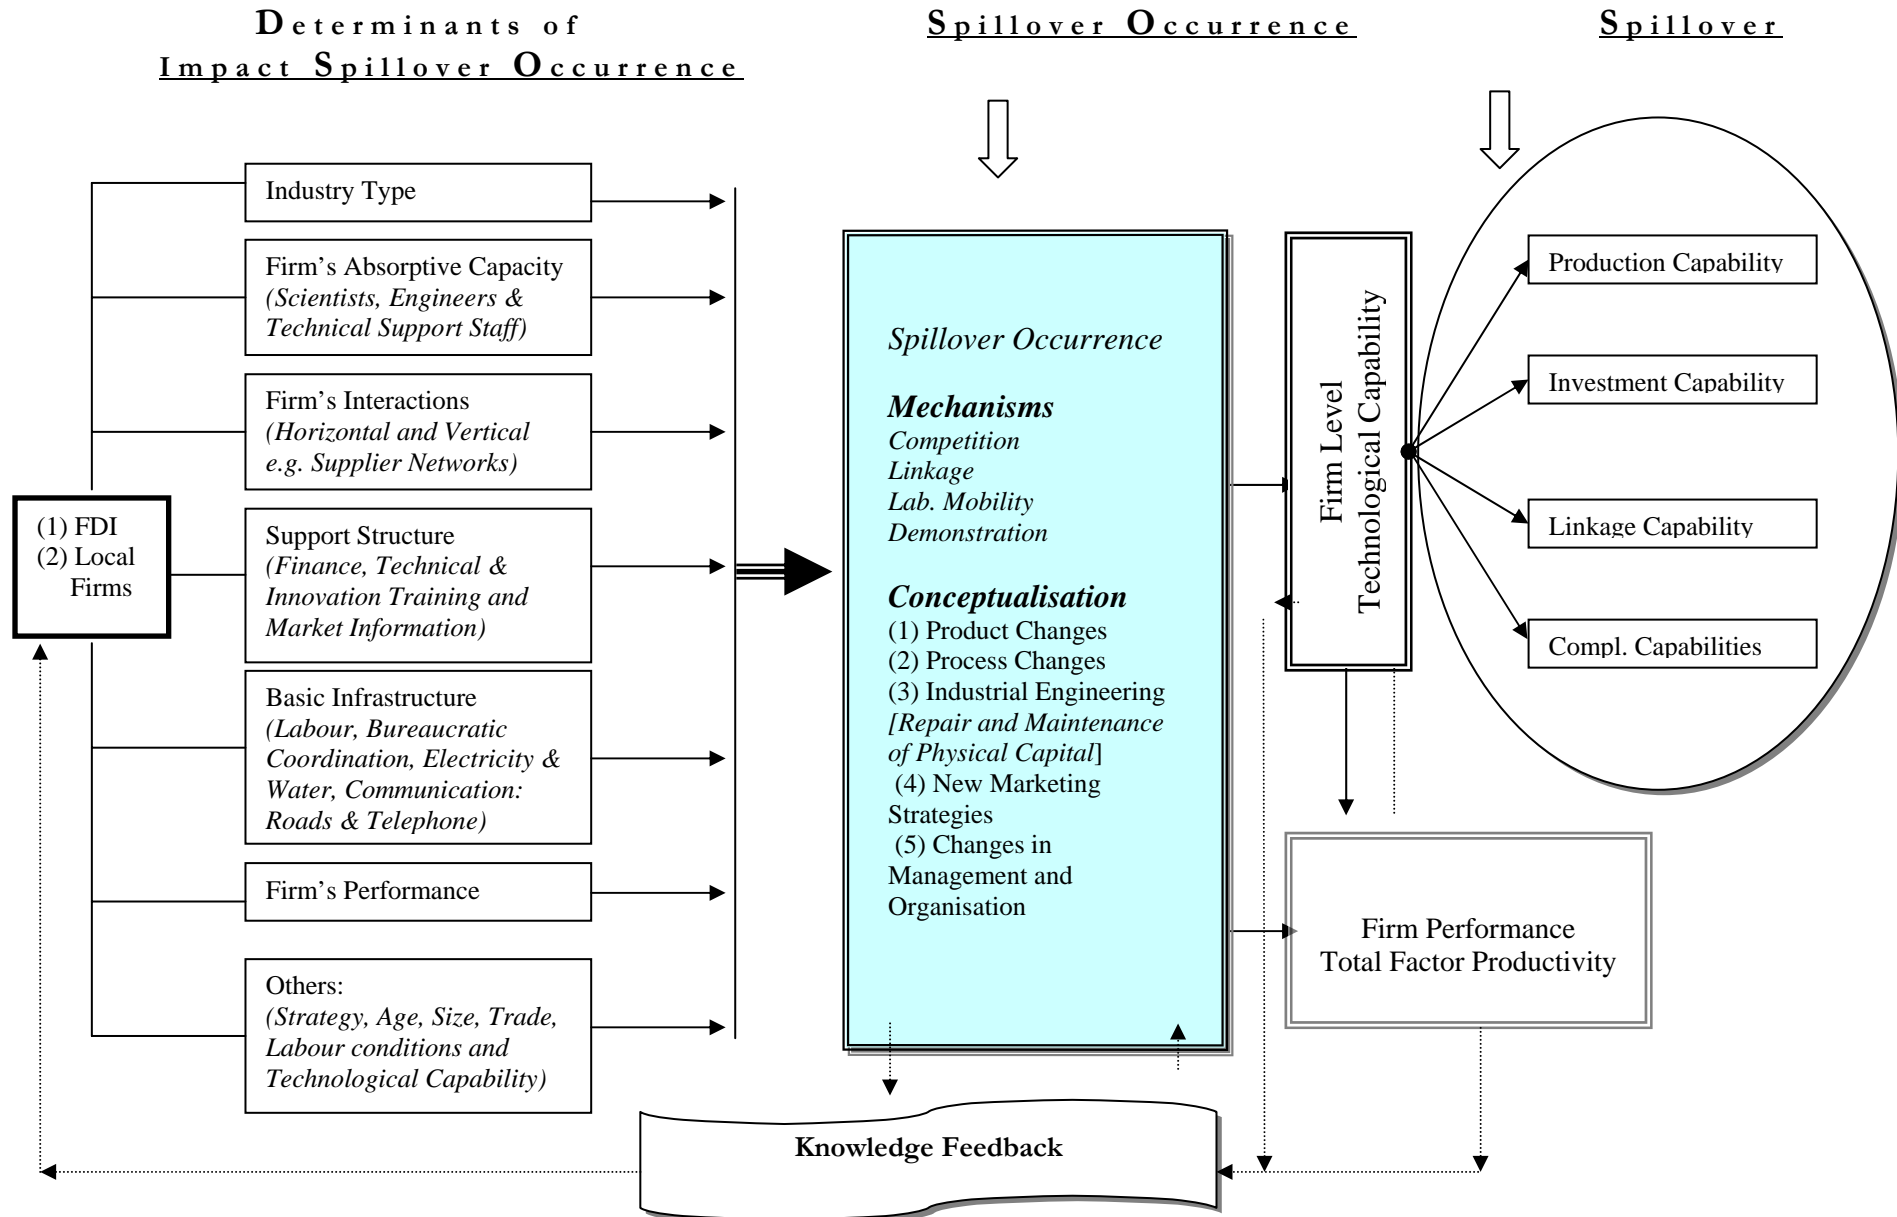 Determinants of
Impact Spillover Occurrence
Spillover Occurrence
Spillover
(1) FDI
(2) Local
Firms
Industry Type
Firm’s Absorptive Capacity
(Scientists, Engineers &
Technical Support Staff)
Firm’s Interactions
(Horizontal and Vertical
e.g. Supplier Networks)
Support Structure
(Finance, Technical &
Innovation Training and
Market Information)
Basic Infrastructure
(Labour, Bureaucratic
Coordination, Electricity &
Water, Communication:
Roads & Telephone)
Firm’s Performance
Others:
(Strategy, Age, Size, Trade,
Labour conditions and
Technological Capability)
Spillover Occurrence
Mechanisms
Competition
Linkage
Lab. Mobility
Demonstration
Conceptualisation
(1) Product Changes
(2) Process Changes
(3) Industrial Engineering
[Repair and Maintenance
of Physical Capital]
(4) New Marketing
Strategies
(5) Changes in
Management and
Organisation
Firm Level
Technological Capability
Production Capability
Investment Capability
Linkage Capability
Compl. Capabilities
Firm Performance
Total Factor Productivity
Knowledge Feedback